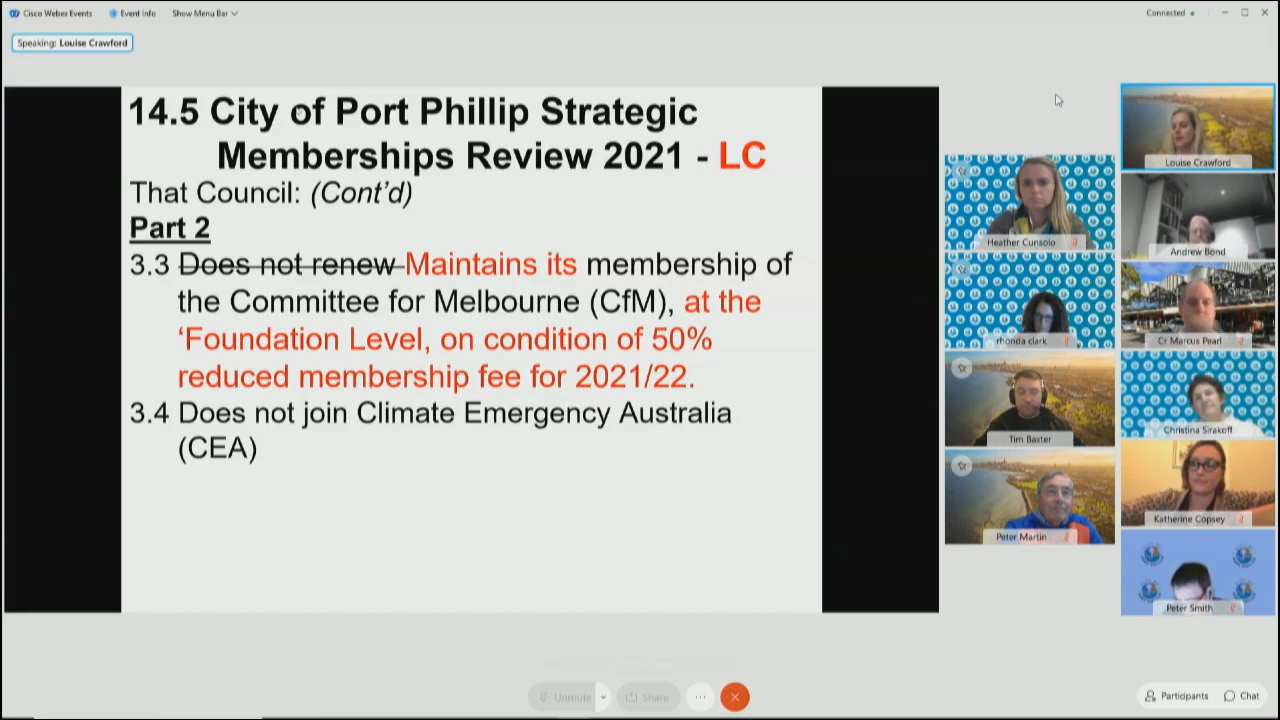 Cisco Webex Events
Event Info
Show Menu Bar
Connected
Speaking: Louise Crawford
14.5 City of Port Phillip Strategic
Memberships Review 2021 - LC
That Council: (Cont'd)
Part 2
3.3 Does not renew Maintains its membership of
the Committee for Melbourne (CfM), at the
‘Foundation Level, on condition of 50%
reduced membership fee for 2021/22.
3.4 Does not join Climate Emergency Australia
(CEA)
Heather Cunsolo
rhonda clark
Tim Baxter
Peter Martin
Louise Crawford
Andrew Bond
Cr Marcus Pearl
Christina Sirakoff
Katherine Copsey
Peter Smith
Unmute
Share
Participants
Chat